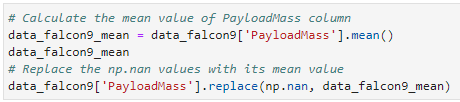 # Calculate the mean value of PayloadMass column
data_falcon9_mean = data_falcon9['PayloadMass'].mean()
data_falcon9_mean
# Replace the np.nan values with its mean value
data_falcon9['PayloadMass'].replace(np.nan, data_falcon9_mean)